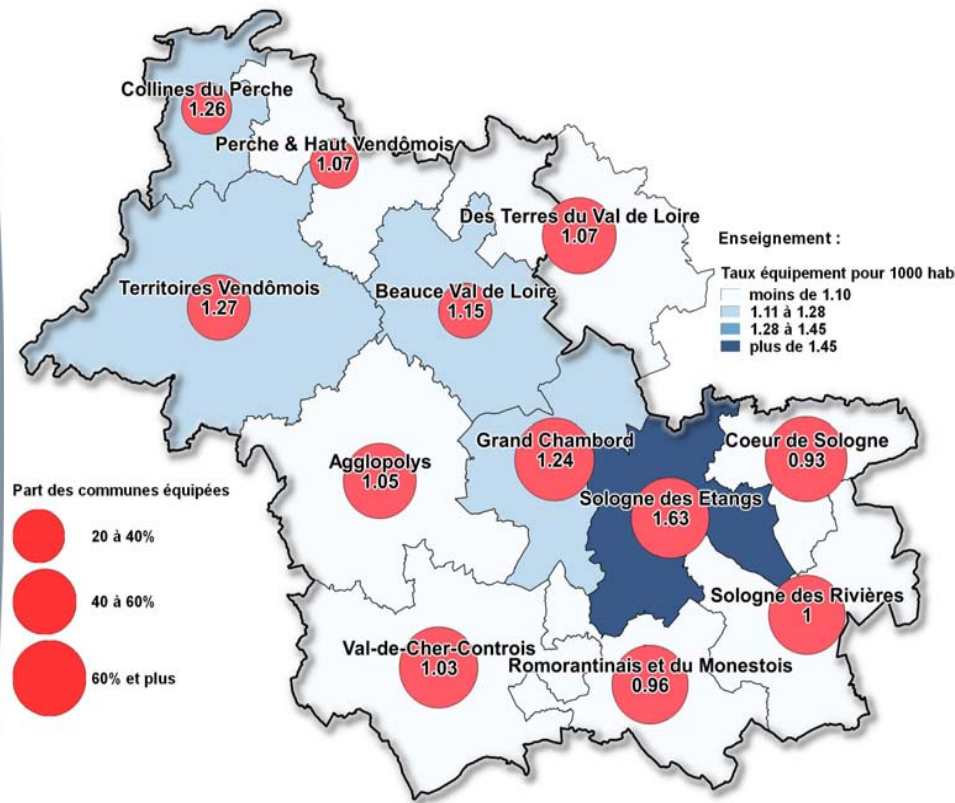 Collines du Perche
1.26
Perche & Haut Vendômois
1.07
Des Terres du Val de Loire
1.07
Territoires Vendômois
1.27
Beauce Val de Loire
1.15
Enseignement :
Taux équipement pour 1000 hab
moins de 1.10
1.11 à 1.28
1.28 à 1.45
plus de 1.45
Agglopolys
1.05
Grand Chambord
1.24
Coeur de Sologne
0.93
Sologne des Etangs
1.63
Part des communes équipées
20 à 40%
40 à 60%
60% et plus
Sologne des Rivières
1
Val-de-Cher-Controis
1.03
Romorantinais et du Monestois
0.96